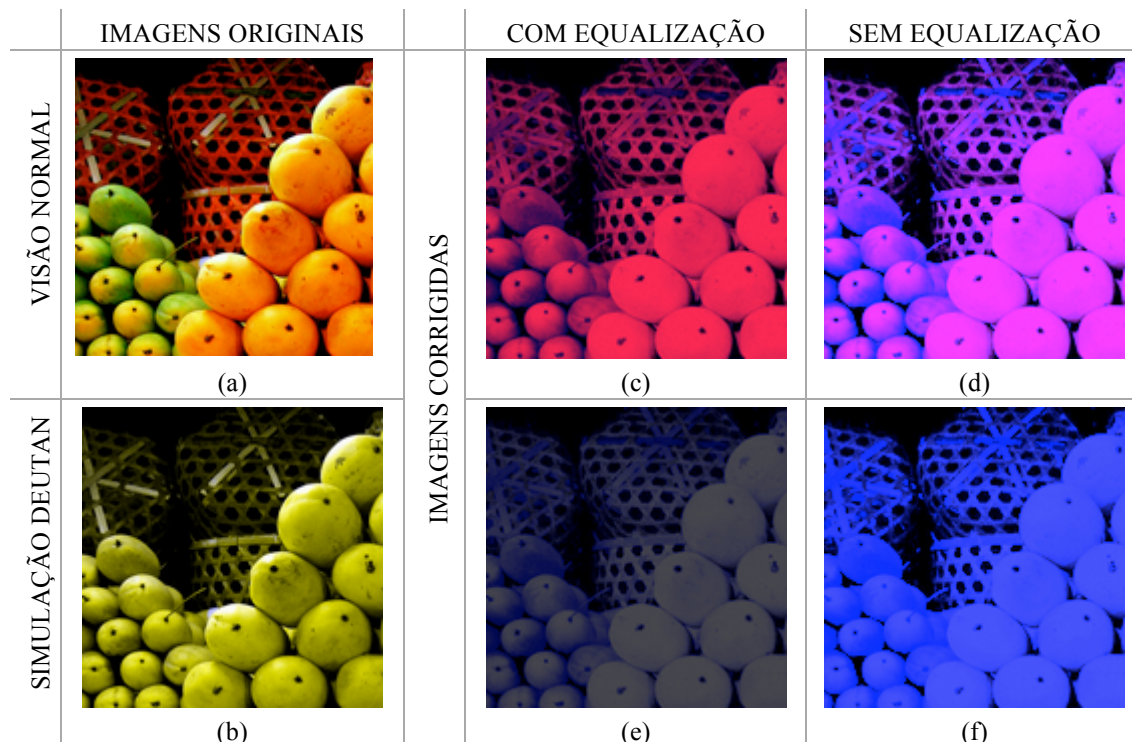 IMAGENS ORIGINAIS
COM EQUALIZAÇÃO
SEM EQUALIZAÇÃO
VISÃO NORMAL
(a)
IMAGENS CORRIGIDAS
(c)
(d)
SIMULAÇÃO DEUTAN
(b)
(e)
(f)